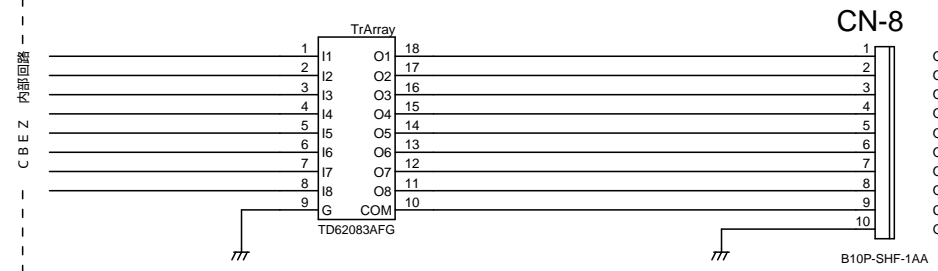 CBEZ 内部回路
TrArray
1 I1 O1 18
2 I2 O2 17
3 I3 O3 16
4 I4 O4 15
5 I5 O5 14
6 I6 O6 13
7 I7 O7 12
8 I8 O8 11
9 G COM 10
TD62083AFG
CN-8
1
2
3
4
5
6
7
8
9
10
B10P-SHF-1AA